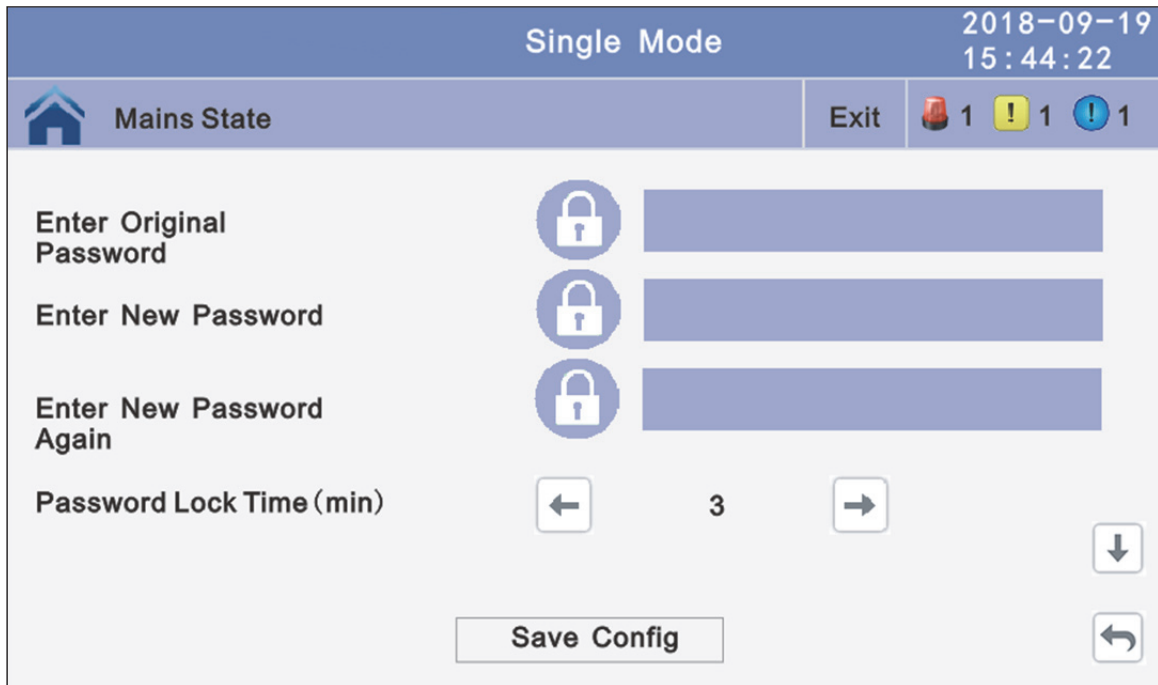 Single Mode
2018-09-19
15:44:22
Mains State
Exit
1
! 1
! 1
Enter Original
Password
Enter New Password
Enter New Password
Again
Password Lock Time(min)
3
Save Config